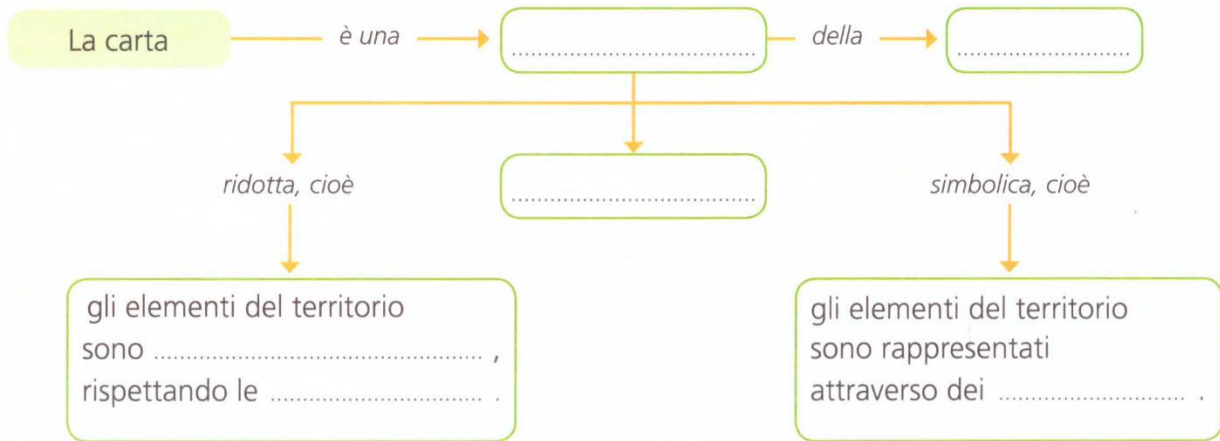 La carta
è una
....................................................
della
.....................................
ridotta, cioè
....................................................
simbolica, cioè
gli elementi del territorio
sono .................................................... ,
rispettando le ..................................... .
gli elementi del territorio
sono rappresentati
attraverso dei ............................. .